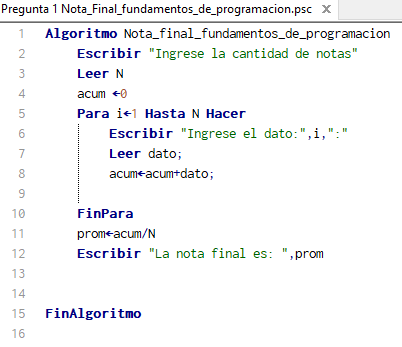 Pregunta 1 Nota_Final_fundamentos_de_programacion.psc X
1 Algoritmo Nota_final_fundamentos_de_programacion
2 Escribir "Ingrese la cantidad de notas"
3 Leer N
4 acum ←0
5 Para i←1 Hasta N Hacer
6 Escribir "Ingrese el dato:",i,":"
7 Leer dato;
8 acum←acum+dato;
9
10 FinPara
11 prom←acum/N
12 Escribir "La nota final es: ",prom
13
14
15 FinAlgoritmo
16